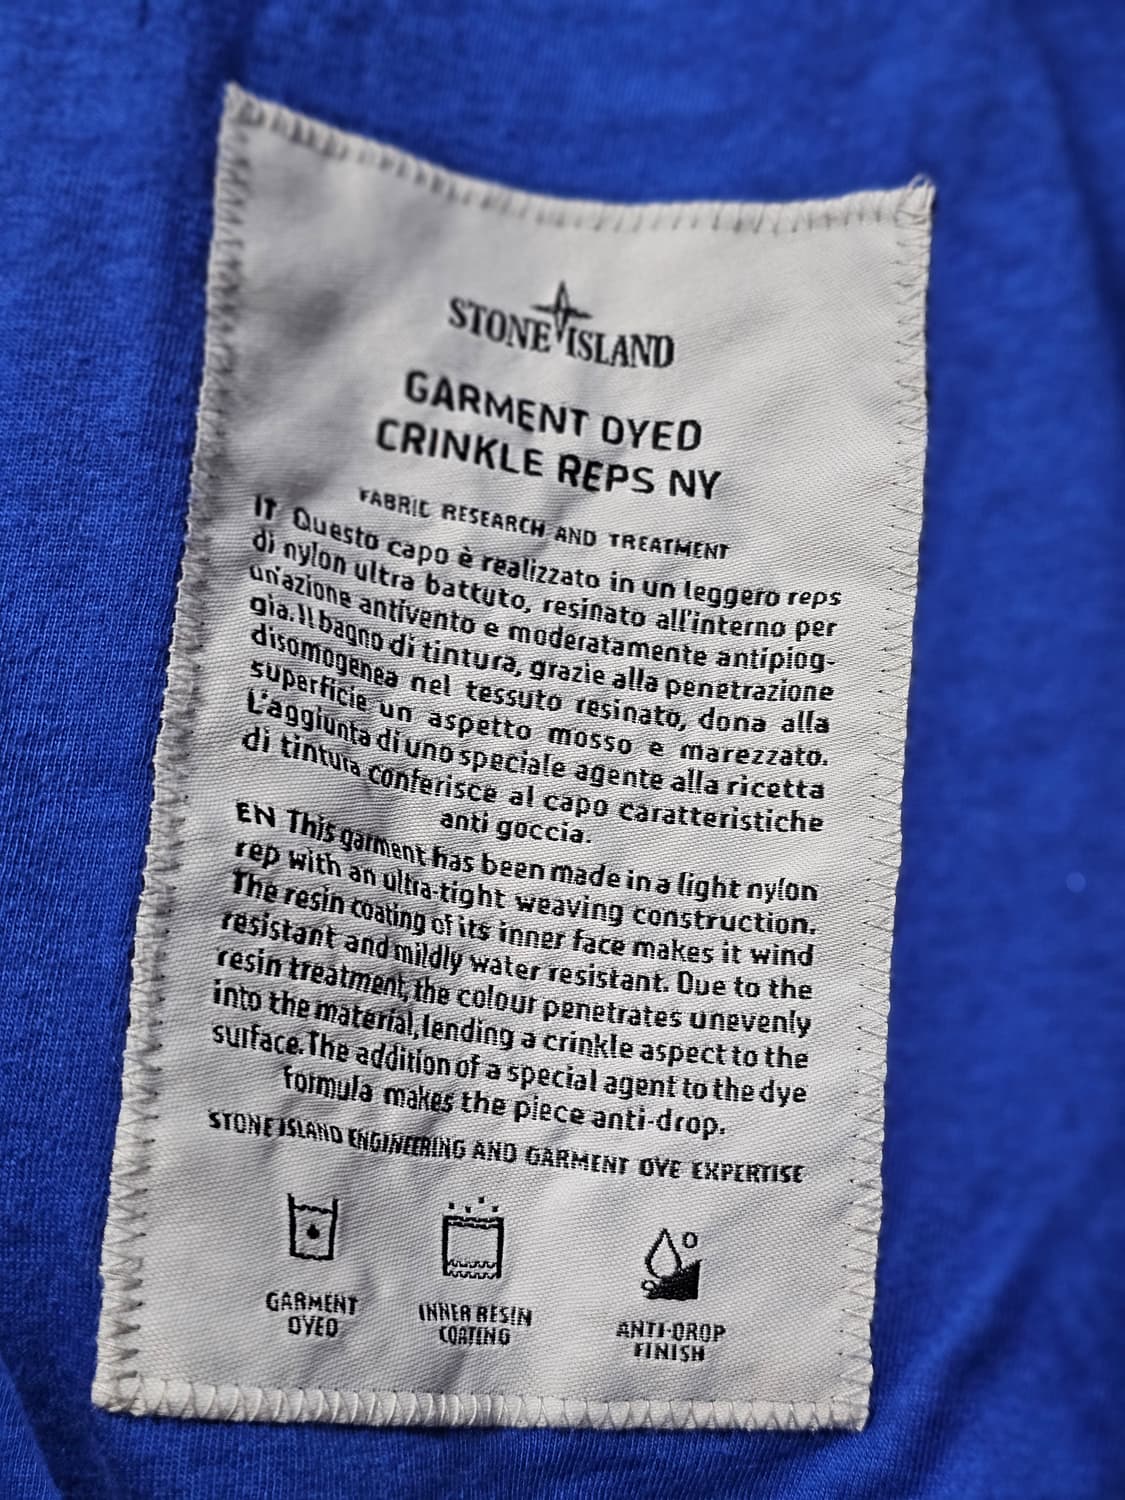 STONE ISLAND
GARMENT DYED
CRINKLE REPS NY
FABRIC RESEARCH AND TREATMENT
IT Questo capo è realizzato in un leggero reps
di nylon ultra battuto, resinato all'interno per
un'azione antivento e moderatamente antipiog-
gia. Il bagno di tintura, grazie alla penetrazione
disomogenea nel tessuto resinato, dona alla
superficie un aspetto mosso e marezzato.
L'aggiunta di uno speciale agente alla ricetta
di tintura conferisce al capo caratteristiche
anti goccia.
EN This garment has been made in a light nylon
rep with an ultra-tight weaving construction.
The resin coating of its inner face makes it wind
resistant and mildly water resistant. Due to the
resin treatment, the colour penetrates unevenly
into the material, lending a crinkle aspect to the
surface. The addition of a special agent to the dye
formula makes the piece anti-drop.
STONE ISLAND ENGINEERING AND GARMENT DYE EXPERTISE
GARMENT
DYED
INNER RESIN
COATING
ANTI-DROP
FINISH